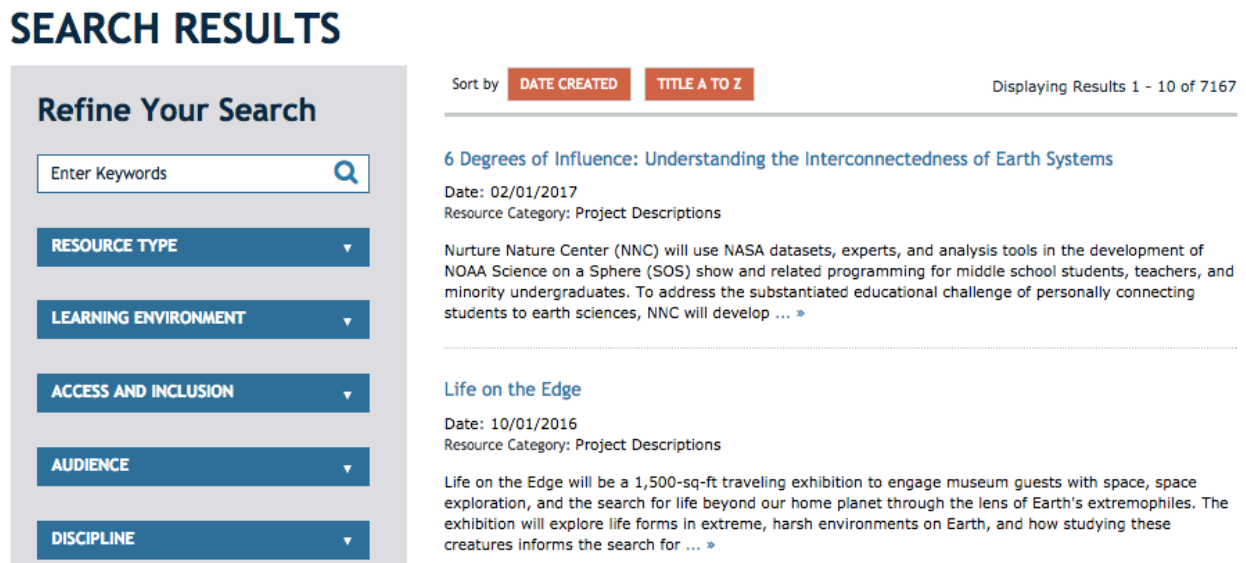 SEARCH RESULTS
Refine Your Search
Enter Keywords
RESOURCE TYPE
LEARNING ENVIRONMENT
ACCESS AND INCLUSION
AUDIENCE
DISCIPLINE
Sort by DATE CREATED TITLE A TO Z
Displaying Results 1 - 10 of 7167
6 Degrees of Influence: Understanding the Interconnectedness of Earth Systems
Date: 02/01/2017
Resource Category: Project Descriptions
Nurture Nature Center (NNC) will use NASA datasets, experts, and analysis tools in the development of
NOAA Science on a Sphere (SOS) show and related programming for middle school students, teachers, and
minority undergraduates. To address the substantiated educational challenge of personally connecting
students to earth sciences, NNC will develop ... »
Life on the Edge
Date: 10/01/2016
Resource Category: Project Descriptions
Life on the Edge will be a 1,500-sq-ft traveling exhibition to engage museum guests with space, space
exploration, and the search for life beyond our home planet through the lens of Earth's extremophiles. The
exhibition will explore life forms in extreme, harsh environments on Earth, and how studying these
creatures informs the search for ... »